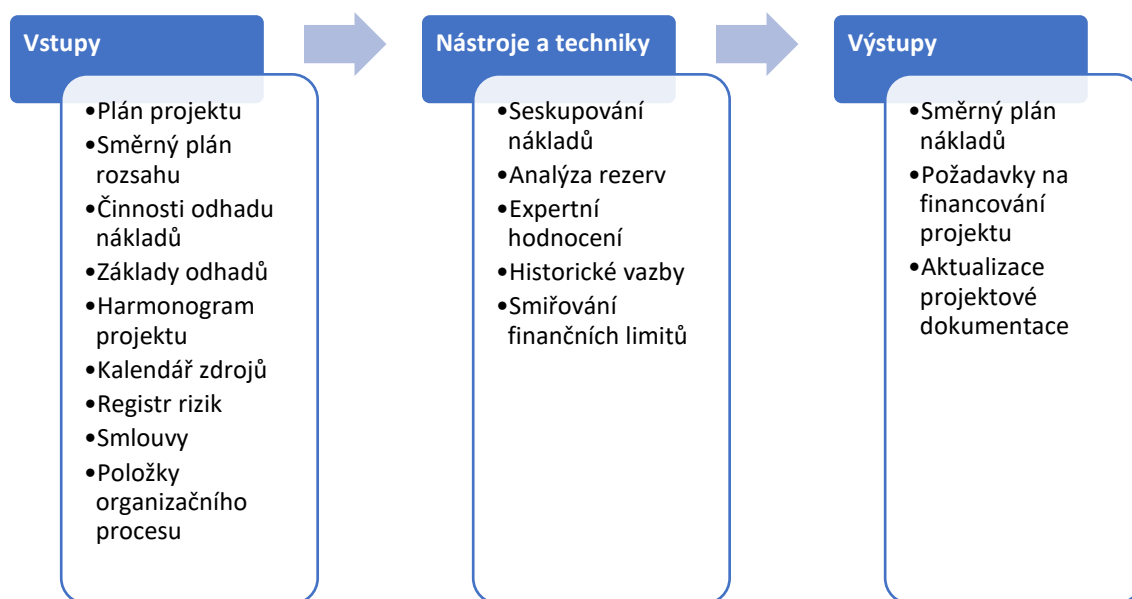 Vstupy
•Plán projektu
•Směrný plán
rozsahu
•Činnosti odhadu
nákladů
•Základy odhadů
•Harmonogram
projektu
•Kalendář zdrojů
•Registr rizik
•Smlouvy
•Položky
organizačního
procesu
Nástroje a techniky
•Seskupování
nákladů
•Analýza rezerv
•Expertní
hodnocení
•Historické vazby
•Smiřování
finančních limitů
Výstupy
•Směrný plán
nákladů
•Požadavky na
financování
projektu
•Aktualizace
projektové
dokumentace